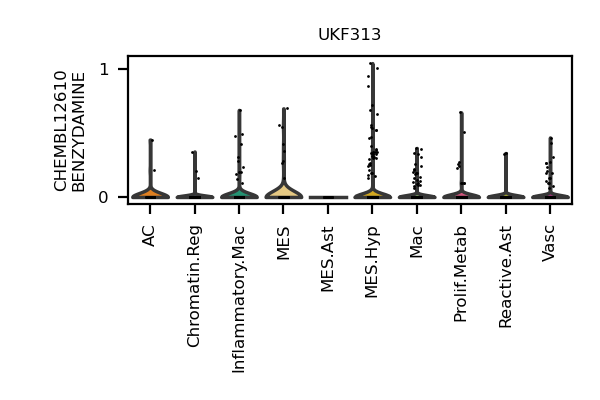 UKF313
CHEMBL12610
BENZYDAMINE
1
0
AC
Chromatin.Reg
Inflammatory.Mac
MES
MES.Ast
MES.Hyp
Mac
Prolif.Metab
Reactive.Ast
Vasc